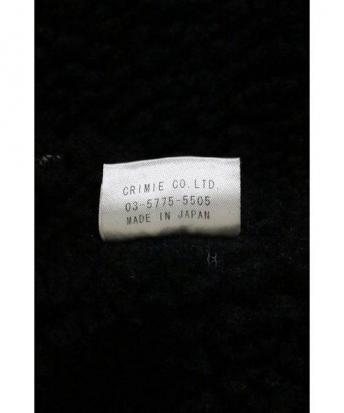 CRIMIE CO.LTD.
03-5775-5505
MADE IN JAPAN